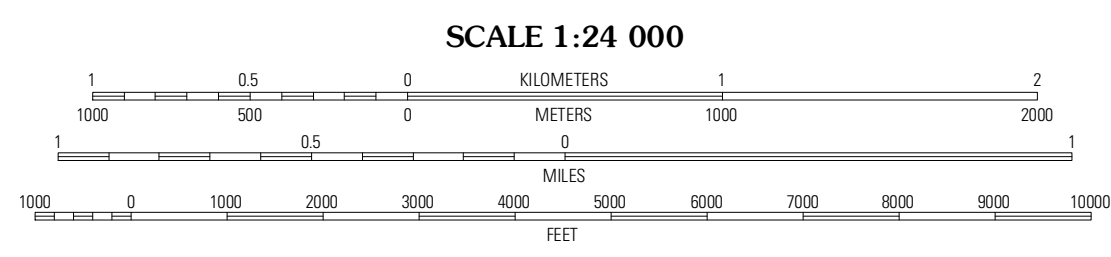 SCALE 1:24 000
1 0.5 0 KILOMETERS 1 2
1000 500 0 METERS 1000 2000
1 0.5 0 1
MILES
1000 0 1000 2000 3000 4000 5000 6000 7000 8000 9000 10000
FEET